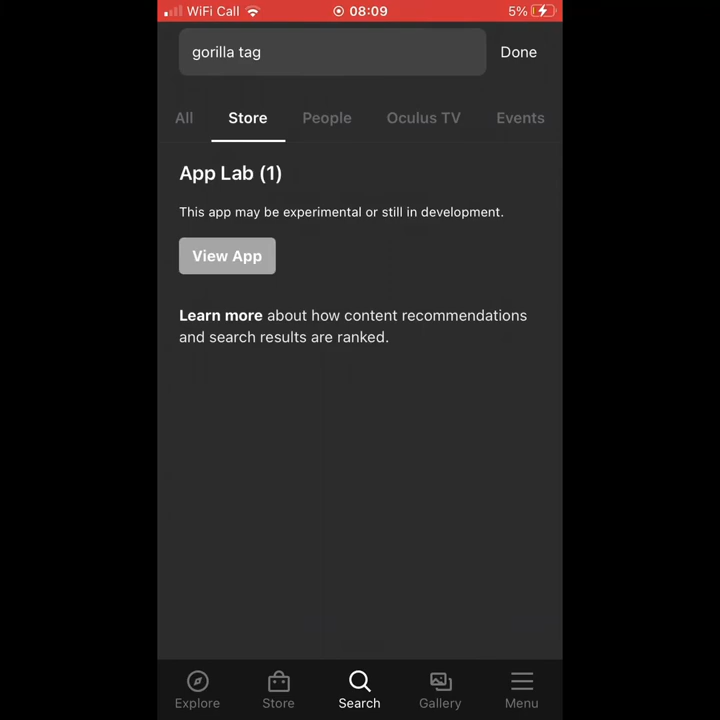 WiFi Call 08:09 5%
gorilla tag Done
All Store People Oculus TV Events
App Lab (1)
This app may be experimental or still in development.
View App
Learn more about how content recommendations
and search results are ranked.
Explore Store Search Gallery Menu